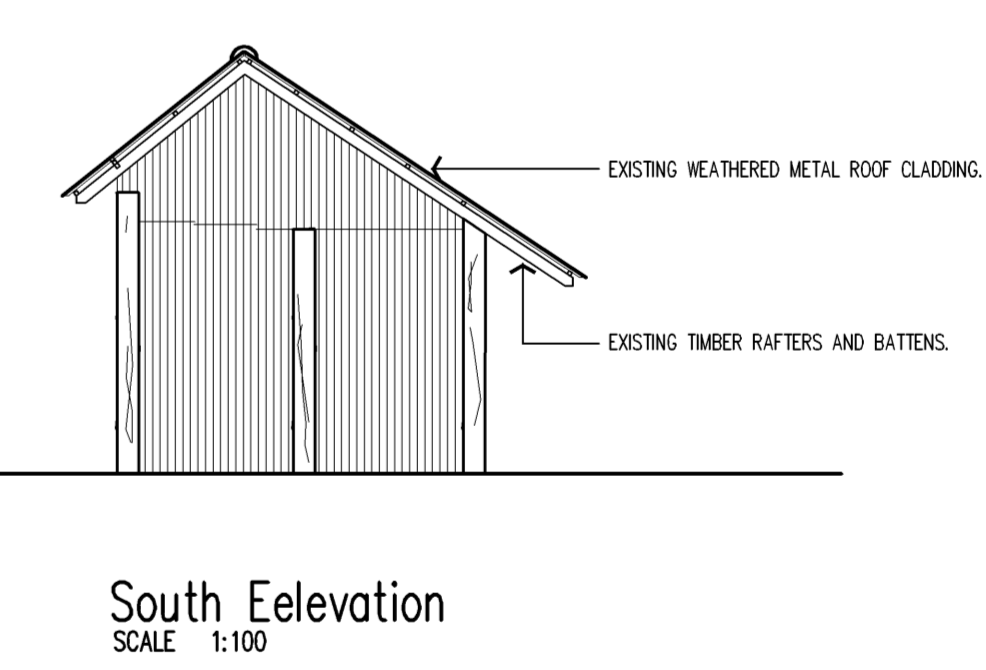 EXISTING WEATHERED METAL ROOF CLADDING.
EXISTING TIMBER RAFTERS AND BATTENS.
South Eelevation
SCALE 1:100